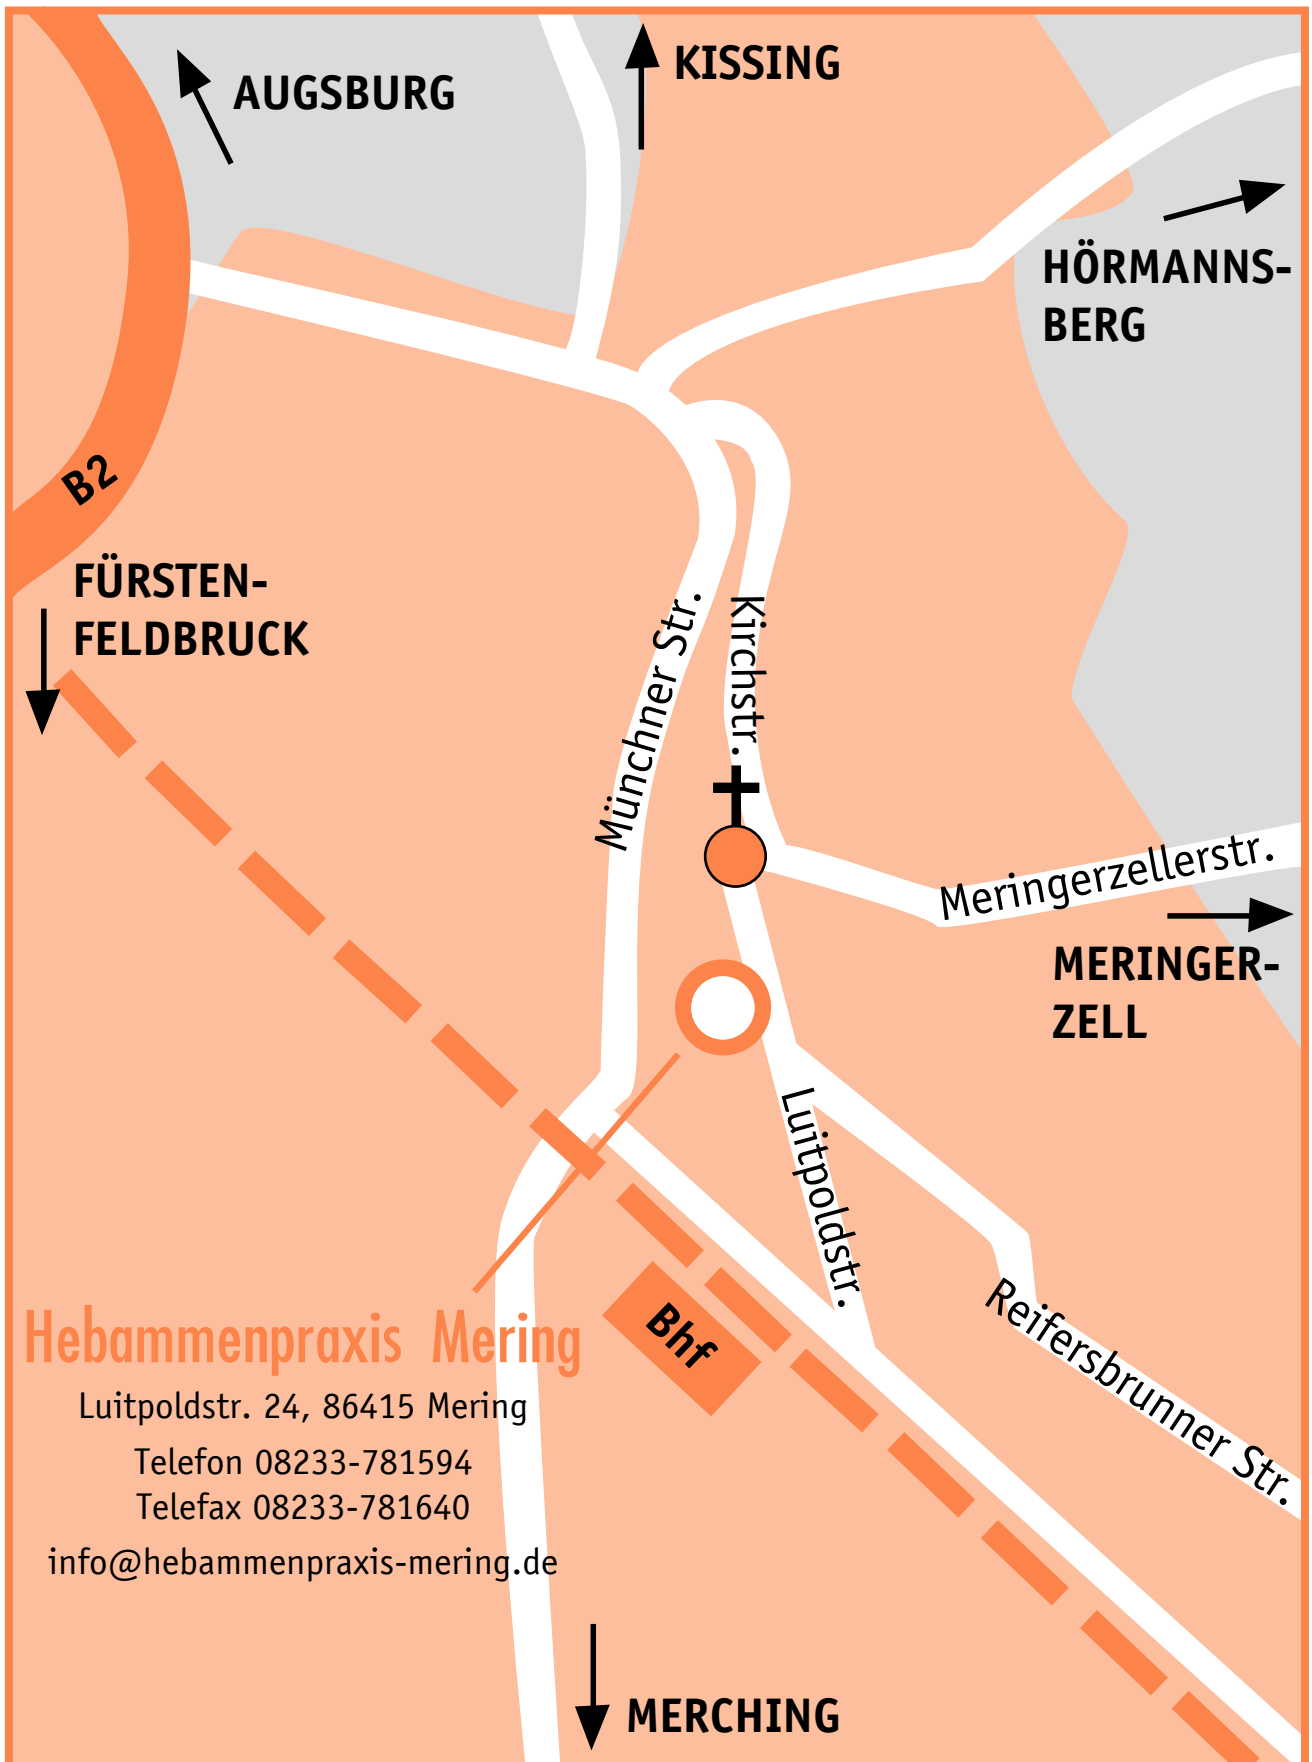 KISSING
AUGSBURG
HÖRMANNS-
BERG
B2
FÜRSTEN-
FELDBRUCK
Münchner Str.
Kirchstr.
Meringerzellerstr.
MERINGER-
ZELL
Luitpoldstr.
Reifersbrunner Str.
Bhf
Hebammenpraxis Mering
Luitpoldstr. 24, 86415 Mering
Telefon 08233-781594
Telefax 08233-781640
info@hebammenpraxis-mering.de
MERCHING